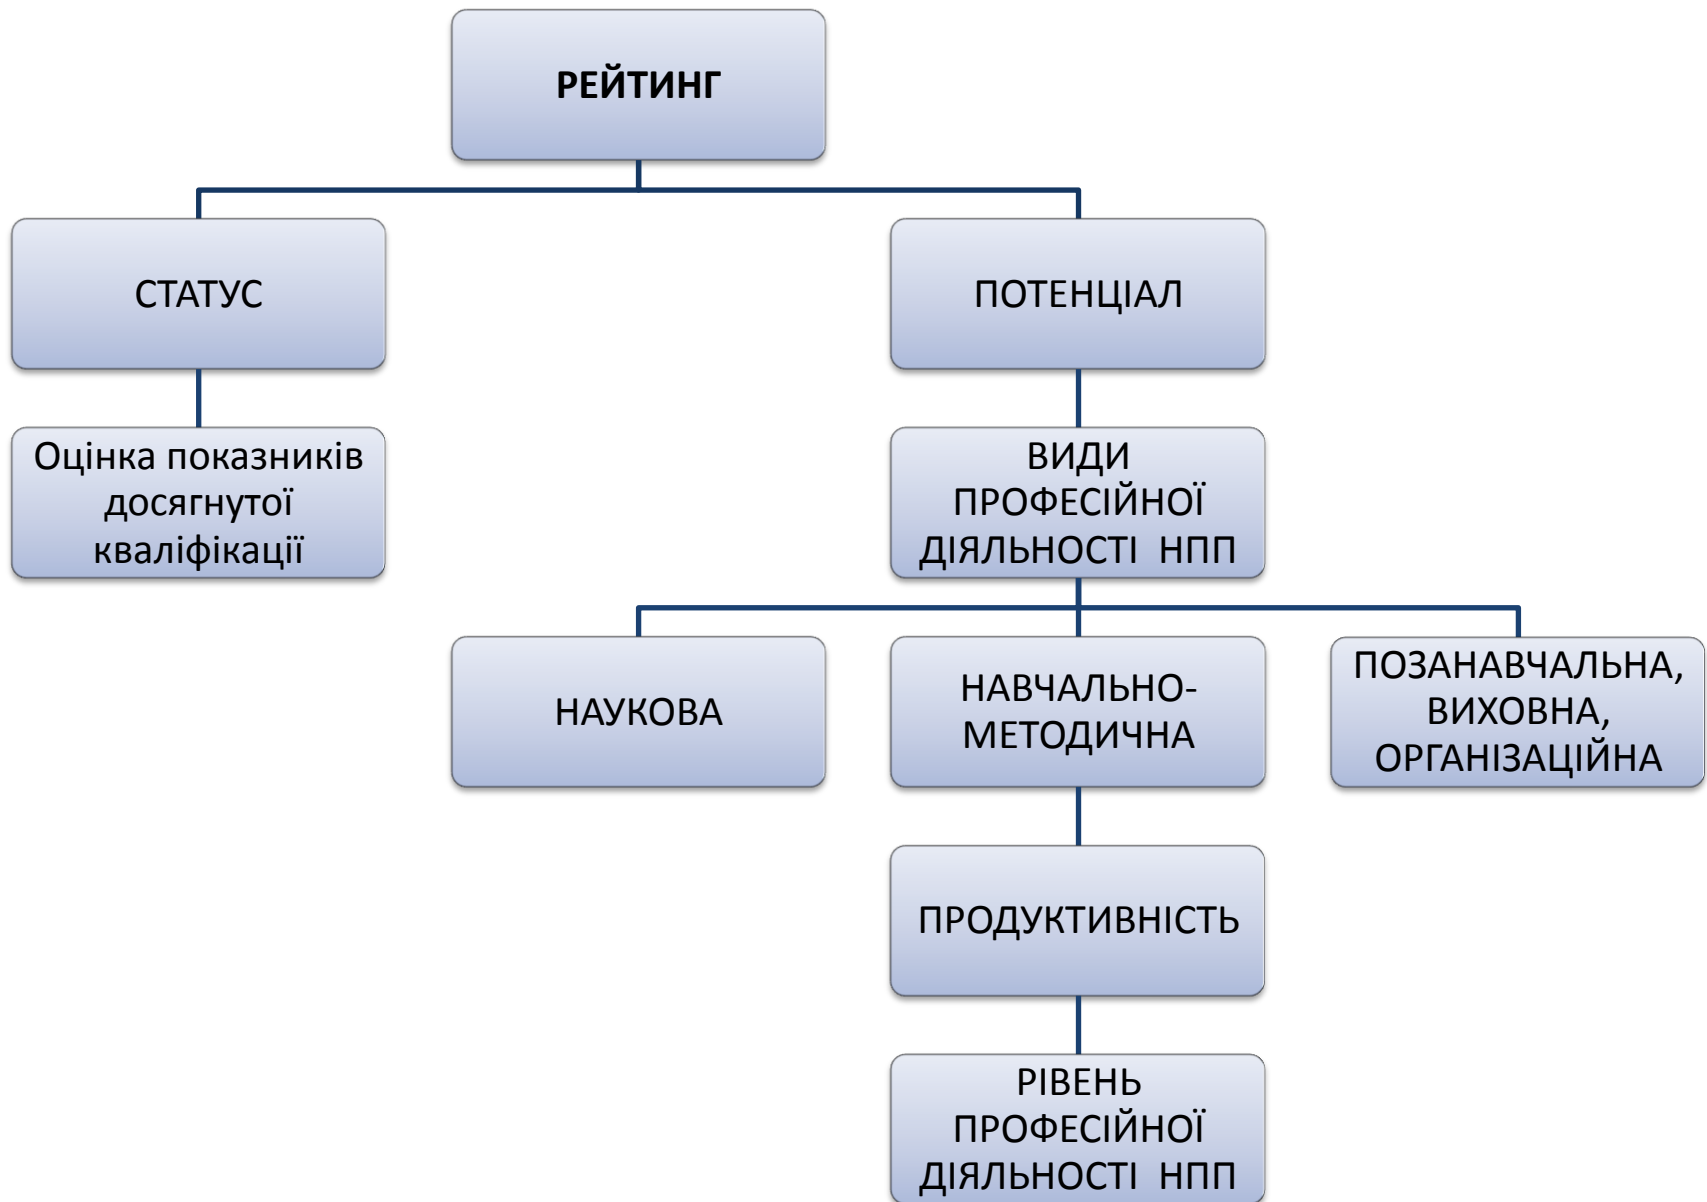 РЕЙТИНГ
СТАТУС
ПОТЕНЦІАЛ
Оцінка показників
досягнутої
кваліфікації
ВИДИ
ПРОФЕСІЙНОЇ
ДІЯЛЬНОСТІ НПП
НАУКОВА
НАВЧАЛЬНО-
МЕТОДИЧНА
ПОЗАНАВЧАЛЬНА,
ВИХОВНА,
ОРГАНІЗАЦІЙНА
ПРОДУКТИВНІСТЬ
РІВЕНЬ
ПРОФЕСІЙНОЇ
ДІЯЛЬНОСТІ НПП